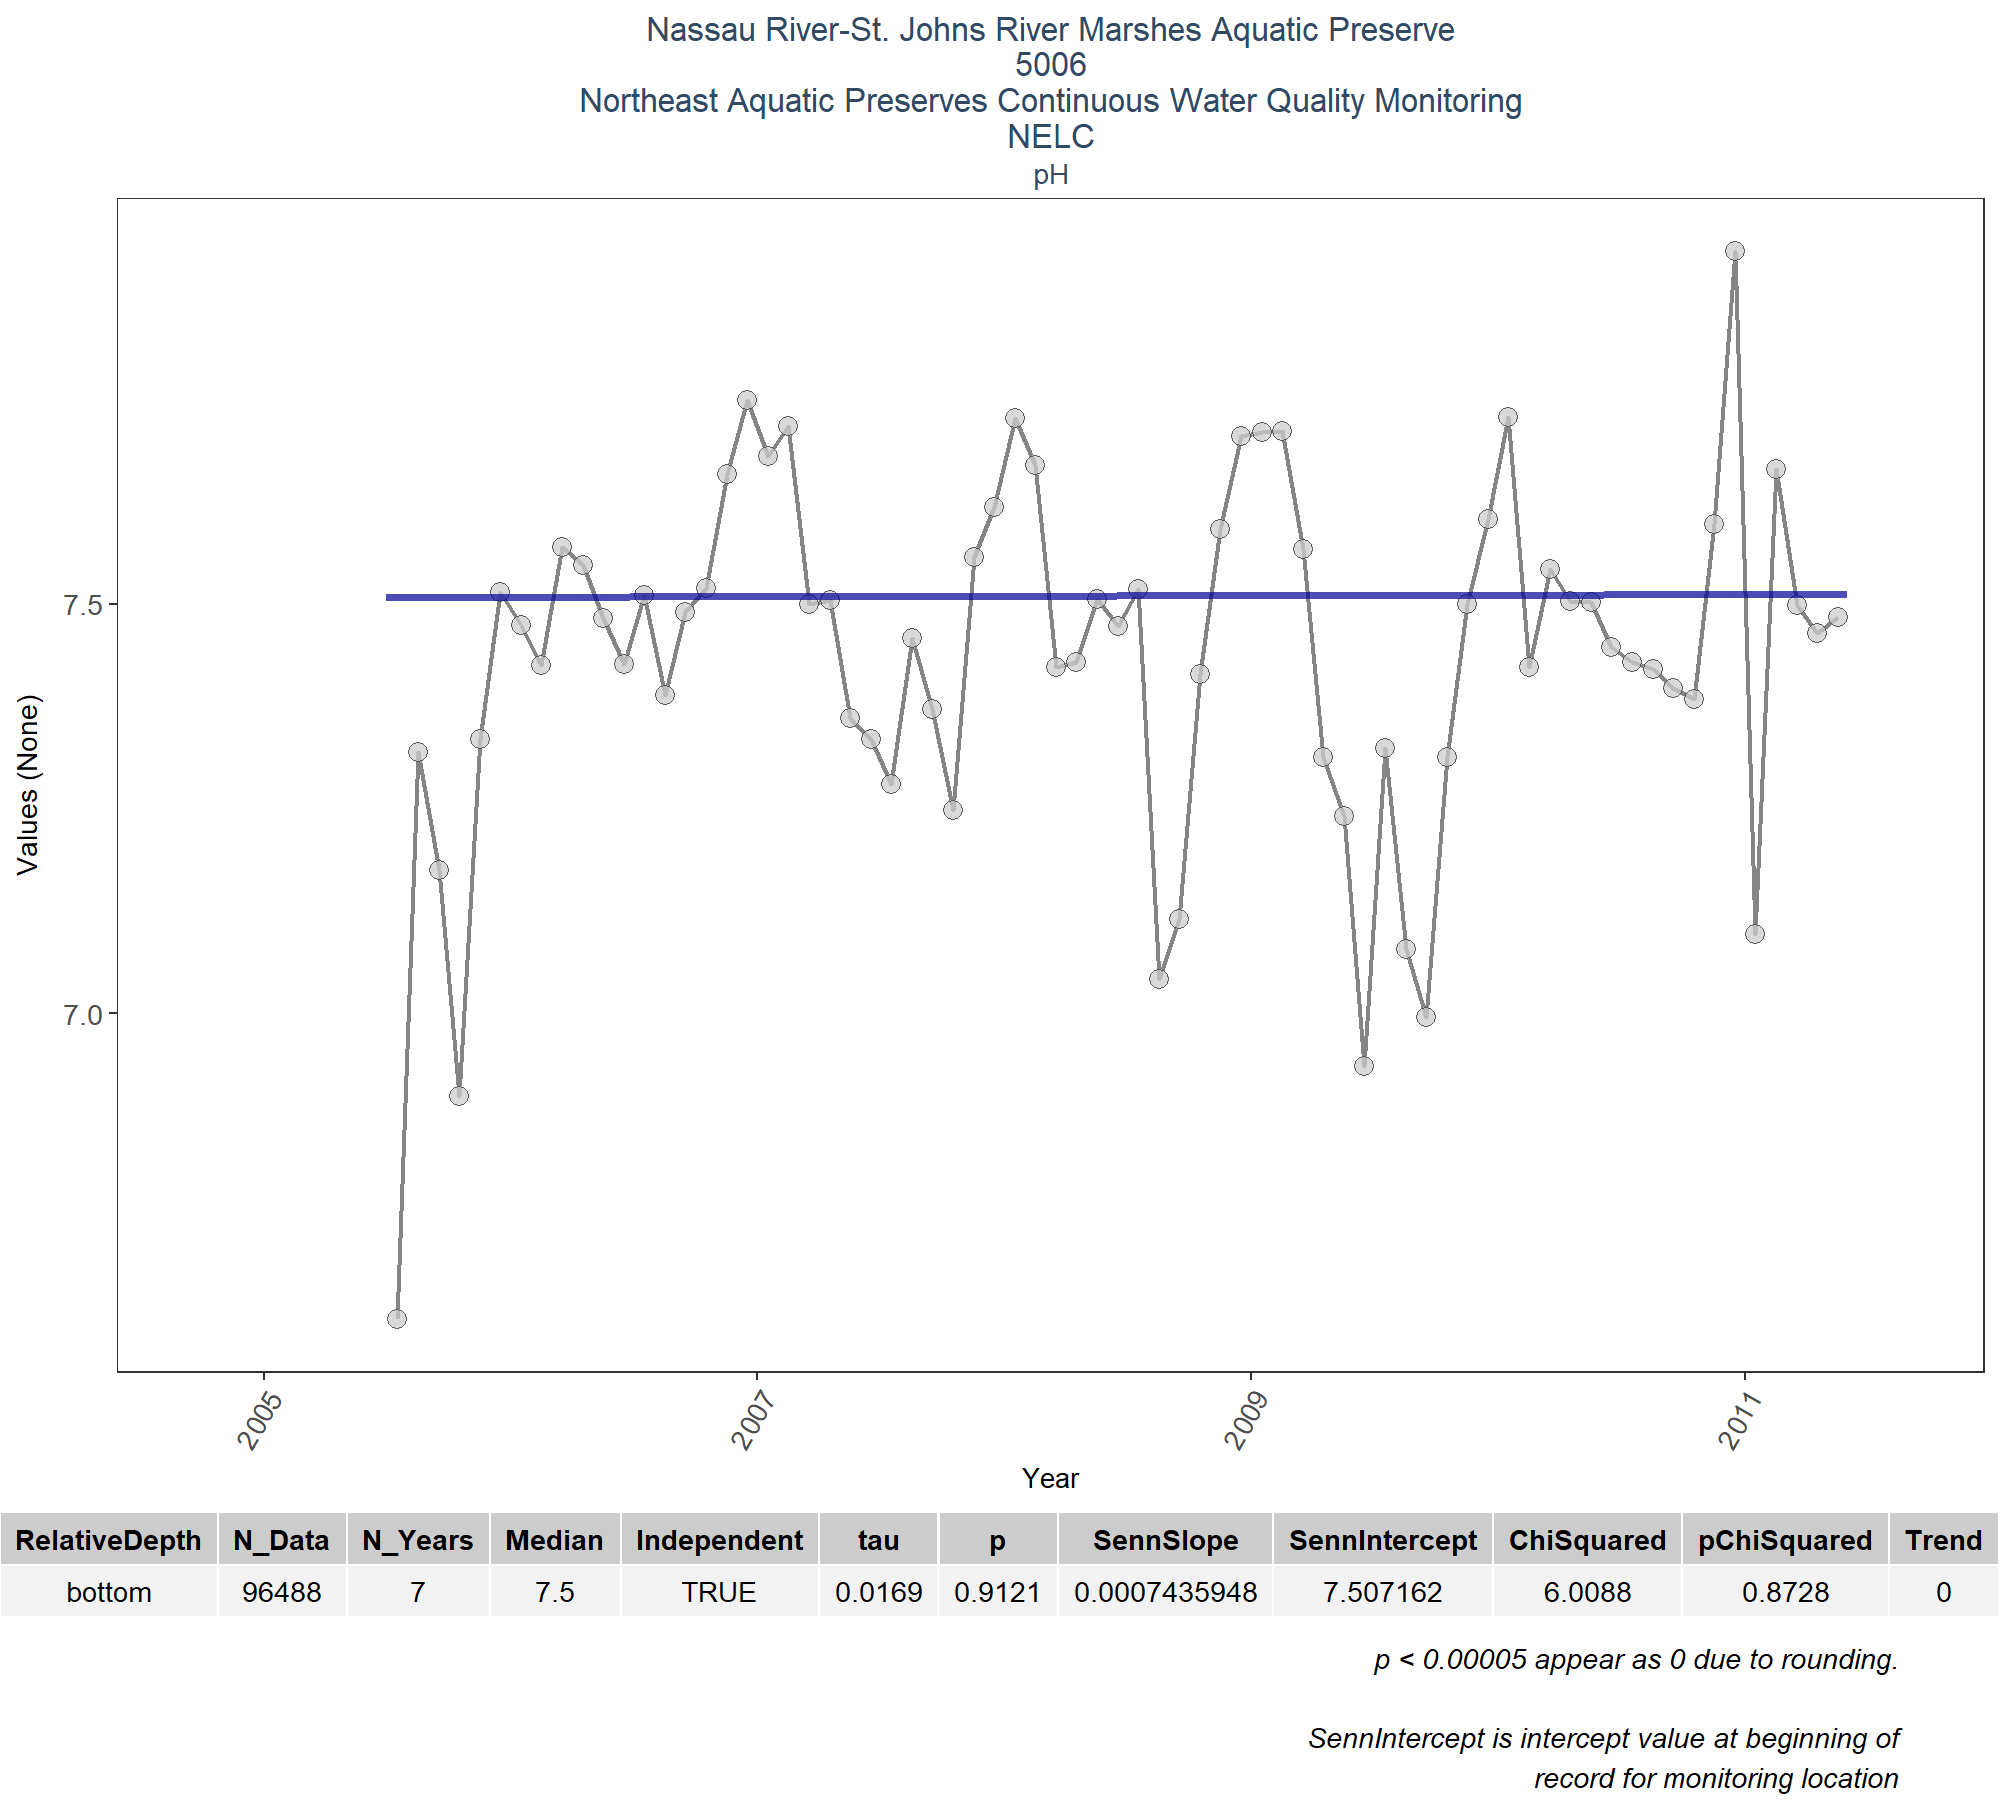 Nassau River-St. Johns River Marshes Aquatic Preserve
5006
Northeast Aquatic Preserves Continuous Water Quality Monitoring
NELC
pH
Values (None)
7.5
7.0
2005
2007
2009
2011
Year
RelativeDepth N_Data N_Years Median Independent tau p SennSlope SennIntercept ChiSquared pChiSquared Trend
bottom 96488 7 7.5 TRUE 0.0169 0.9121 0.0007435948 7.507162 6.0088 0.8728 0
p < 0.00005 appear as 0 due to rounding.
SennIntercept is intercept value at beginning of
record for monitoring location